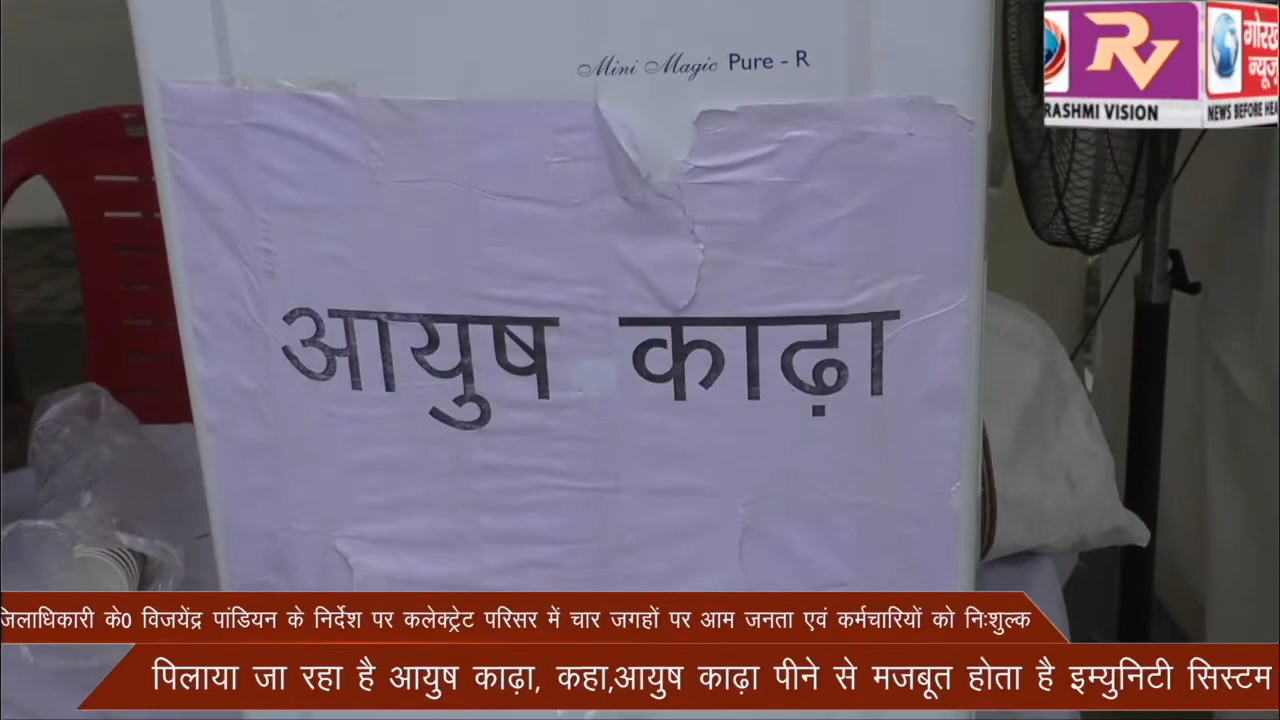 Mini Magic Pure - R
RASHMI VISION
NEWS BEFORE
आयुष काढ़ा
जिलाधिकारी के0 विजयेंद्र पांडियन के निर्देश पर कलेक्ट्रेट परिसर में चार जगहों पर आम जनता एवं कर्मचारियों को निःशुल्क
पिलाया जा रहा है आयुष काढ़ा, कहा,आयुष काढ़ा पीने से मजबूत होता है इम्युनिटी सिस्टम